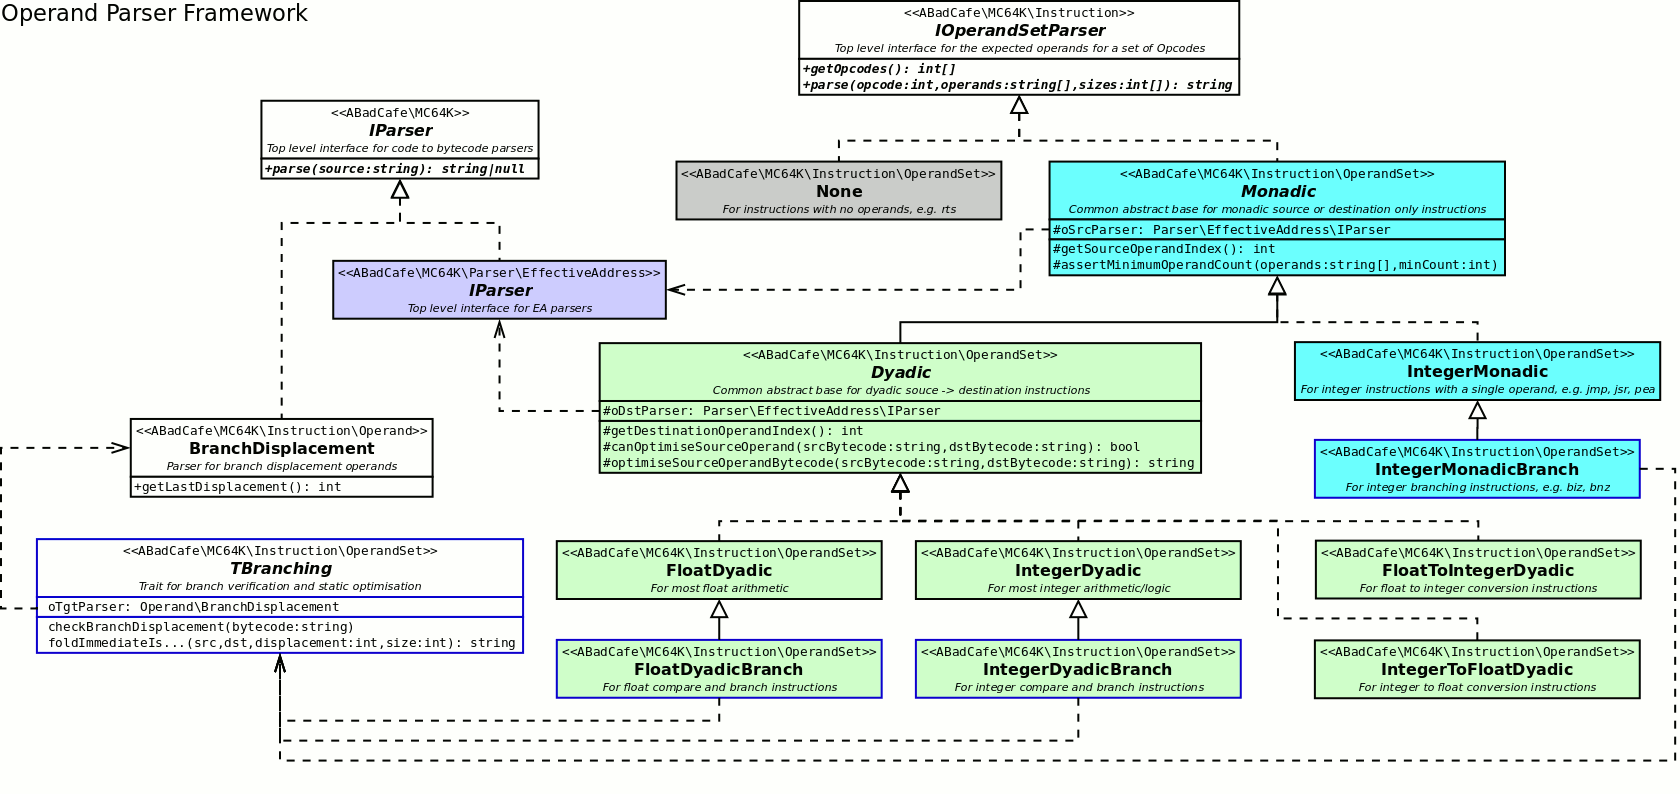 Operand Parser Framework
<<ABadCafe\MC64K\Instruction>>
IOperandSetParser
Top level interface for the expected operands for a set of Opcodes
+getOpcodes(): int[]
+parse(opcode:int,operands:string[],sizes:int[]): string
<<ABadCafe\MC64K>>
IParser
Top level interface for code to bytecode parsers
+parse(source:string): string|null
<<ABadCafe\MC64K\Instruction\OperandSet>>
None
For instructions with no operands, e.g. rts
<<ABadCafe\MC64K\Instruction\OperandSet>>
Monadic
Common abstract base for monadic source or destination only instructions
#oSrcParser: Parser\EffectiveAddress\IParser
#getSourceOperandIndex(): int
#assertMinimumOperandCount(operands:string[],minCount:int)
<<ABadCafe\MC64K\Parser\EffectiveAddress>>
IParser
Top level interface for EA parsers
<<ABadCafe\MC64K\Instruction\OperandSet>>
Dyadic
Common abstract base for dyadic souce -> destination instructions
#oDstParser: Parser\EffectiveAddress\IParser
#getDestinationOperandIndex(): int
#canOptimiseSourceOperand(srcBytecode:string,dstBytecode:string): bool
#optimiseSourceOperandBytecode(srcBytecode:string,dstBytecode:string): string
<<ABadCafe\MC64K\Instruction\OperandSet>>
IntegerMonadic
For integer instructions with a single operand, e.g. jmp, jsr, pea
<<ABadCafe\MC64K\Instruction\Operand>>
BranchDisplacement
Parser for branch displacement operands
+getLastDisplacement(): int
<<ABadCafe\MC64K\Instruction\OperandSet>>
IntegerMonadicBranch
For integer branching instructions, e.g. biz, bnz
<<ABadCafe\MC64K\Instruction\OperandSet>>
TBranching
Trait for branch verification and static optimisation
oTgtParser: Operand\BranchDisplacement
checkBranchDisplacement(bytecode:string)
foldImmediateIs...(src,dst,displacement:int,size:int): string
<<ABadCafe\MC64K\Instruction\OperandSet>>
FloatDyadic
For most float arithmetic
<<ABadCafe\MC64K\Instruction\OperandSet>>
IntegerDyadic
For most integer arithmetic/logic
<<ABadCafe\MC64K\Instruction\OperandSet>>
FloatToIntegerDyadic
For float to integer conversion instructions
<<ABadCafe\MC64K\Instruction\OperandSet>>
FloatDyadicBranch
For float compare and branch instructions
<<ABadCafe\MC64K\Instruction\OperandSet>>
IntegerDyadicBranch
For integer compare and branch instructions
<<ABadCafe\MC64K\Instruction\OperandSet>>
IntegerToFloatDyadic
For integer to float conversion instructions